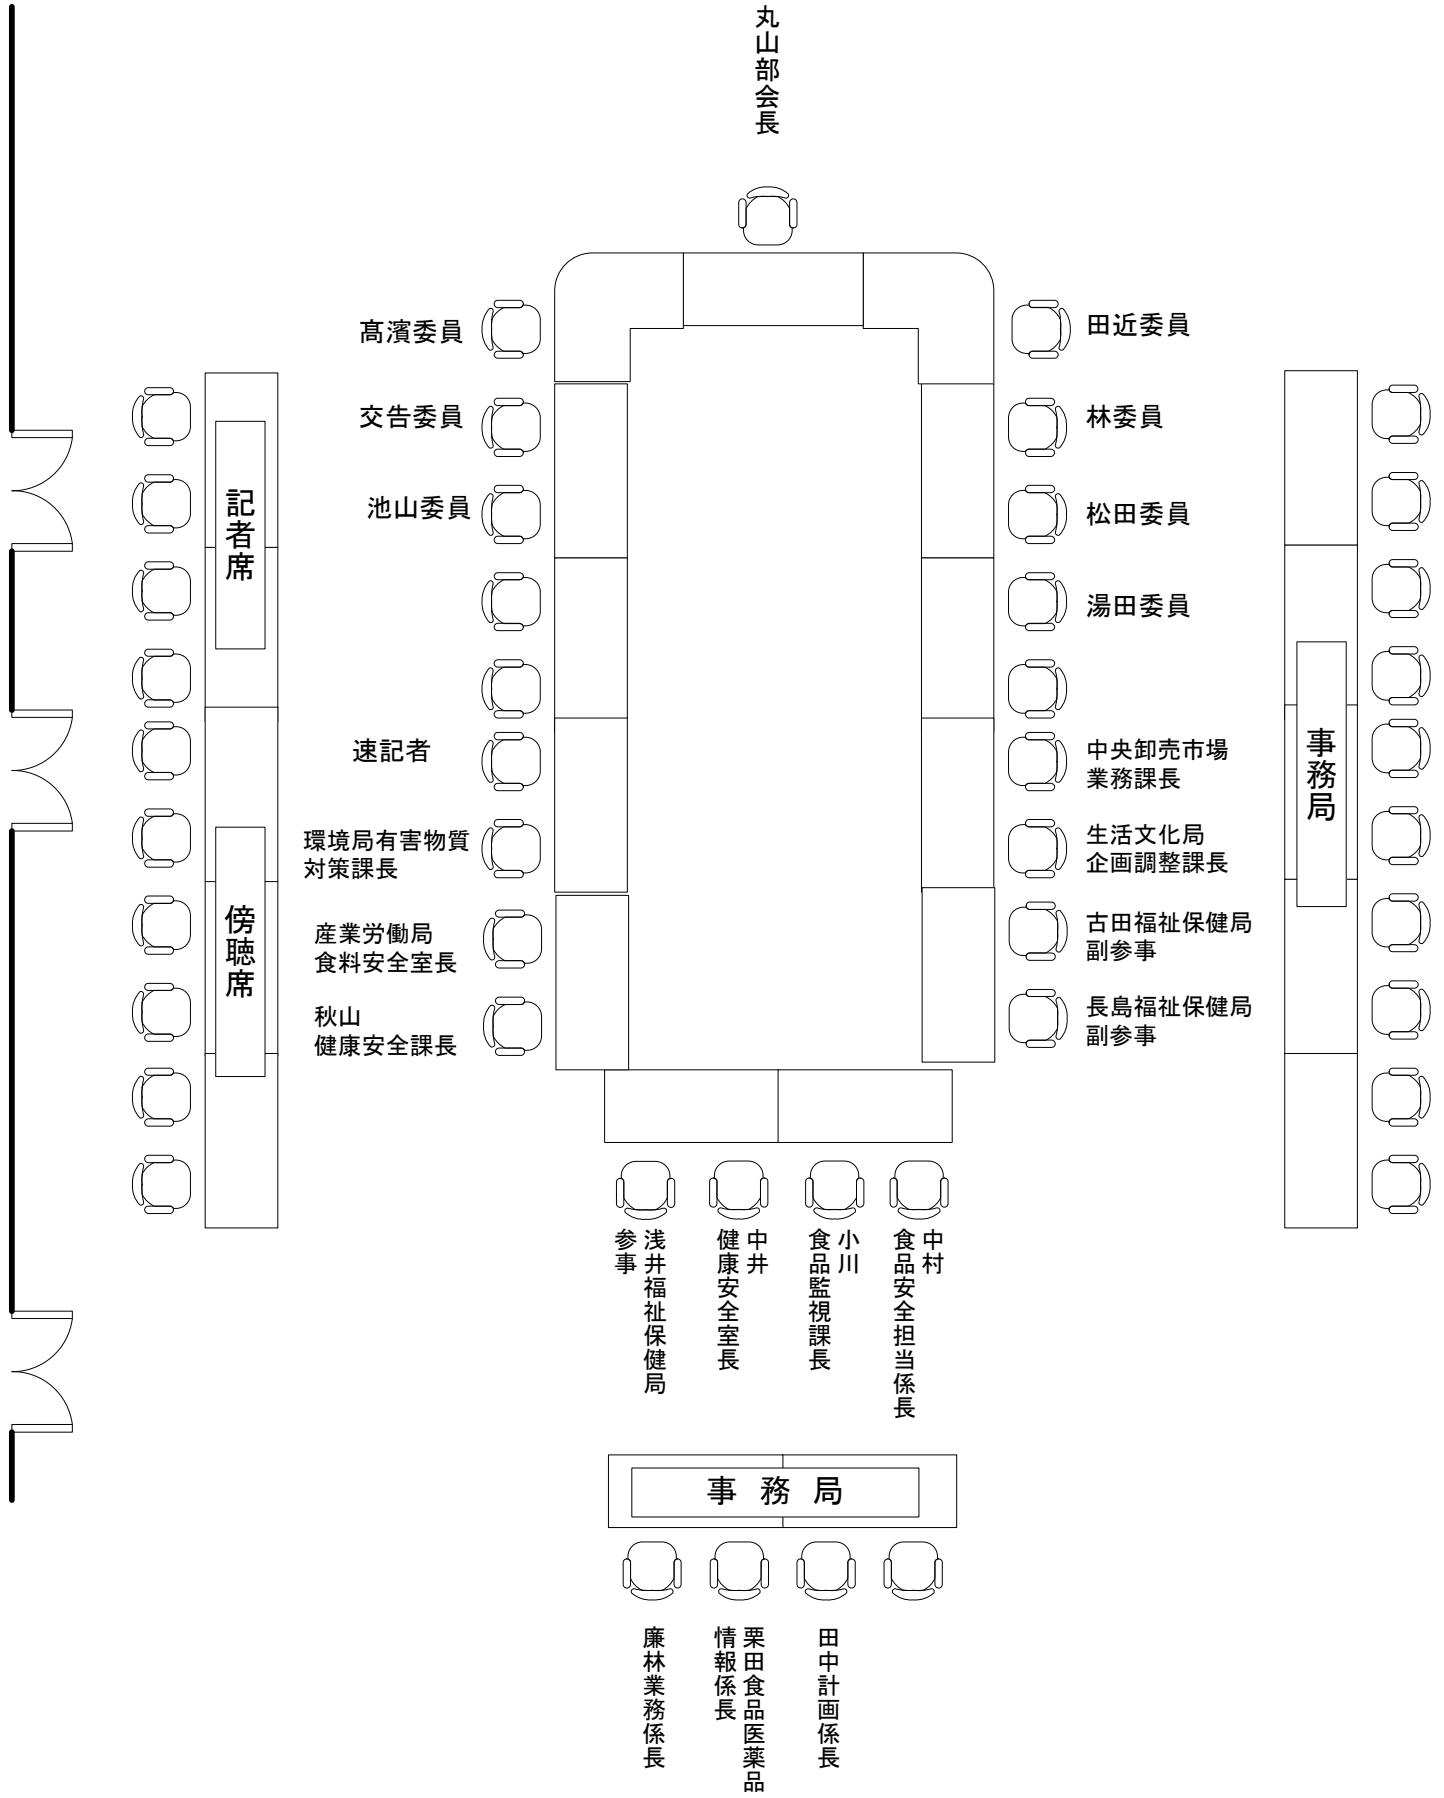 丸山部会長
髙濱委員
田近委員
交告委員
林委員
池山委員
松田委員
湯田委員
記者席
速記者
中央卸売市場
業務課長
事務局
環境局有害物質
対策課長
生活文化局
企画調整課長
傍聴席
産業労働局
食料安全室長
古田福祉保健局
副参事
秋山
健康安全課長
長島福祉保健局
副参事
浅井福祉保健局
参事
中井
健康安全室長
小川
食品監視課長
中村
食品安全担当係長
事務局
廉林業務係長
栗田食品医薬品
情報係長
田中計画係長